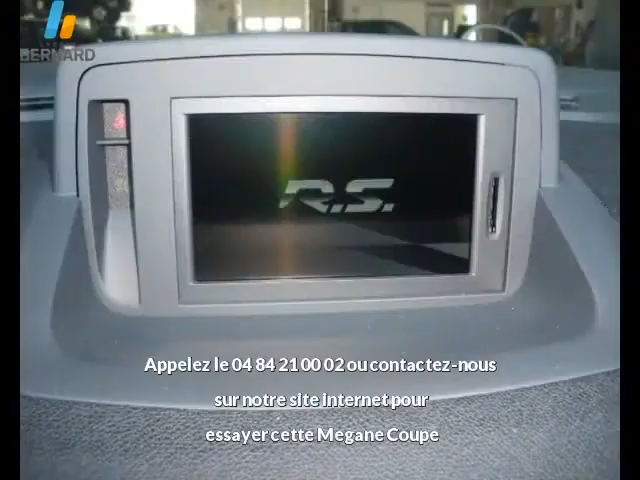 BERNARD
R.S.
Appelez le 04 84 21 00 02 ou contactez-nous
sur notre site internet pour
essayer cette Megane Coupe